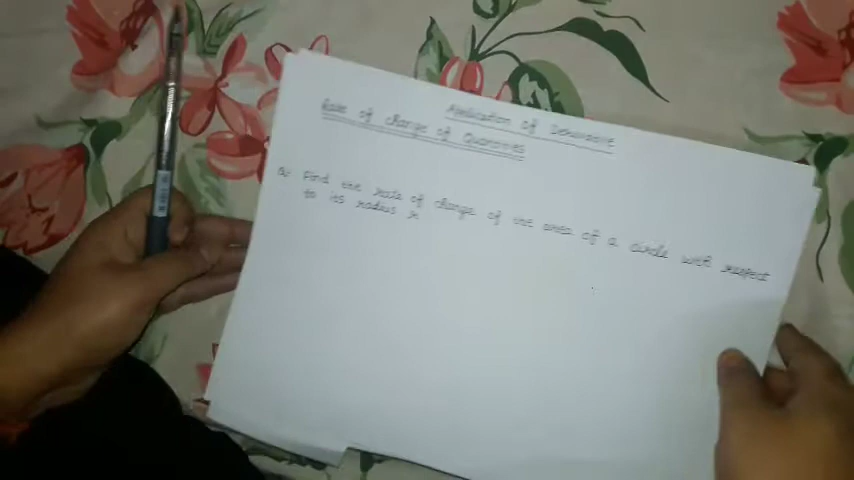 Application of Derivative
Rate of change of Quantities
Q: Find the rate of change of the area of a circle with respect
to its radius r